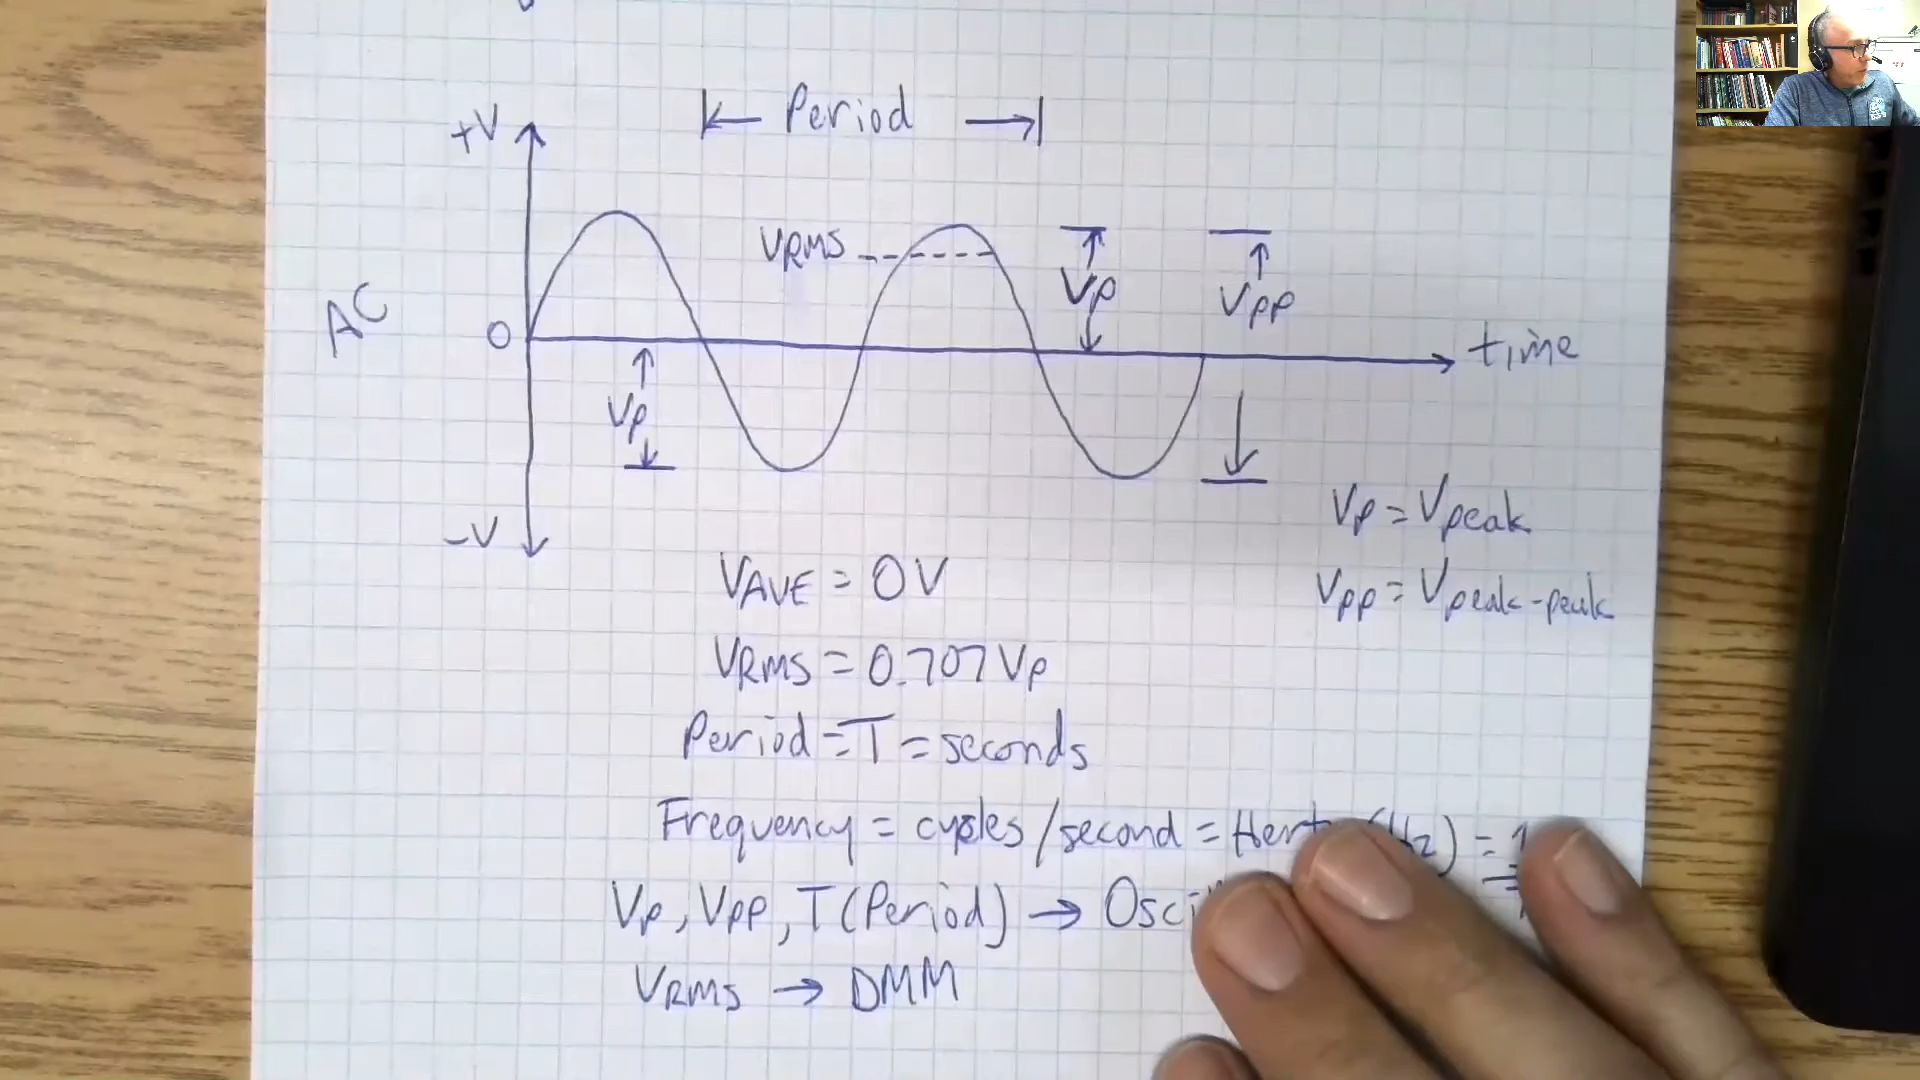 Period
+V
VRMS
Vp
Vpp
AC
0
time
Vp
-V
Vp = Vpeak
VAVE = 0V
Vpp = Vpeak-peak
VRMS = 0.707 Vp
Period = T = seconds
Frequency = cycles/second = (Hz) =
Vp, Vpp, T (Period) →
VRMS → DMM